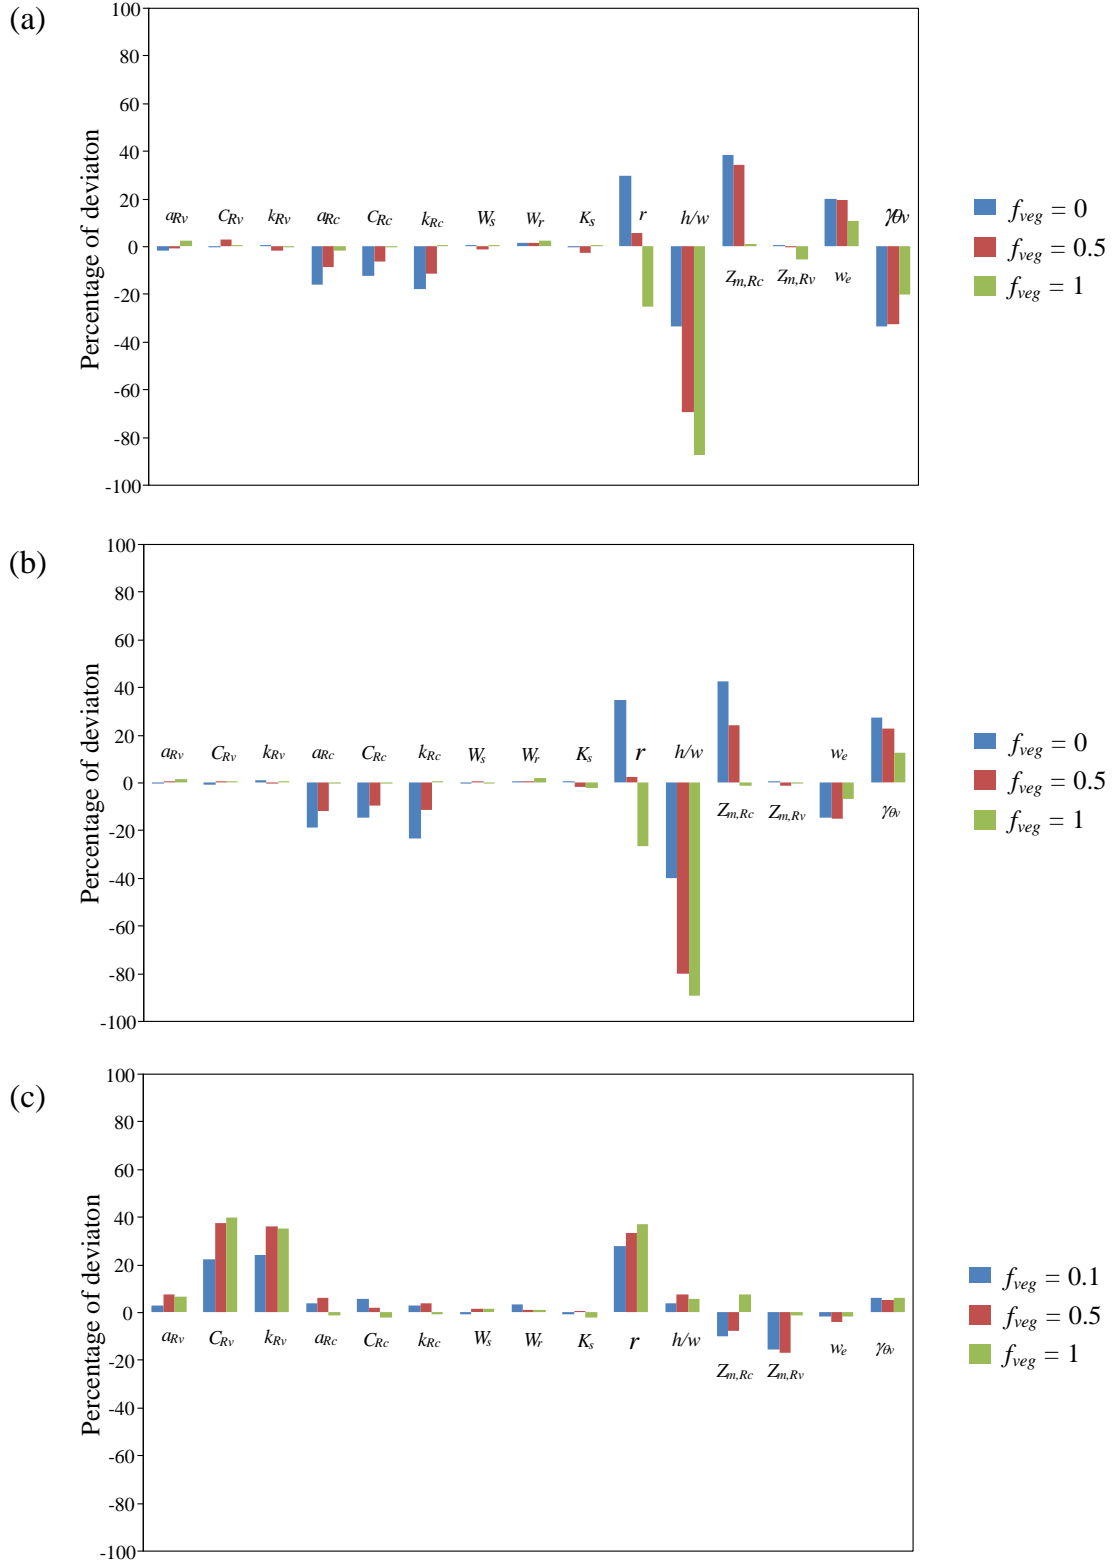 (a)
Percentage of deviaton
100
80
60
40
20
0
-20
-40
-60
-80
-100
aRv CRv kRv aRc CRc kRc Ws Wr Ks r h/w γθv
Zm,Rc Zm,Rv we
fveg = 0
fveg = 0.5
fveg = 1
(b)
Percentage of deviaton
100
80
60
40
20
0
-20
-40
-60
-80
-100
aRv CRv kRv aRc CRc kRc Ws Wr Ks r h/w we
Zm,Rc Zm,Rv γθv
fveg = 0
fveg = 0.5
fveg = 1
(c)
Percentage of deviaton
100
80
60
40
20
0
-20
-40
-60
-80
-100
aRv CRv kRv aRc CRc kRc Ws Wr Ks r h/w we γθv
Zm,Rc Zm,Rv
fveg = 0.1
fveg = 0.5
fveg = 1